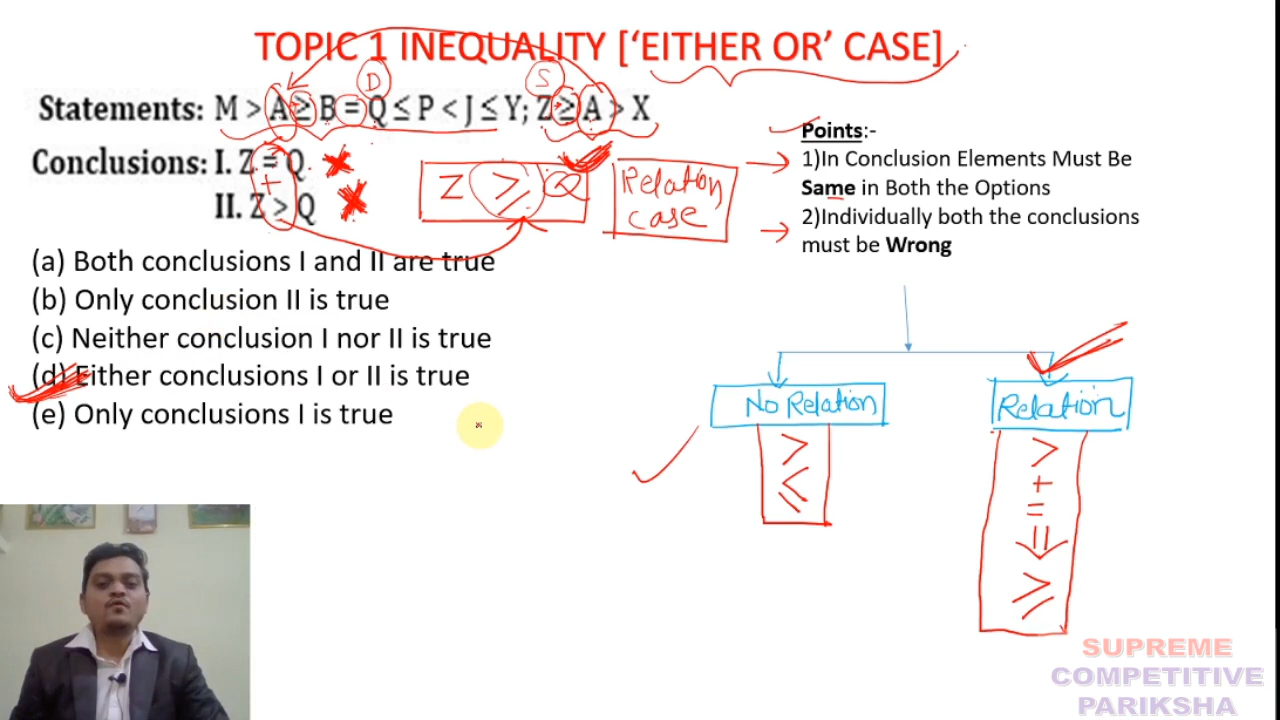 TOPIC 1 INEQUALITY [‘EITHER OR’ CASE]
D
S
Statements: M > A ≥ B = Q ≤ P < J ≤ Y; Z ≥ A > X
Conclusions: I. Z = Q
+
II. Z > Q
Z ≥ Q
Relation case
(a) Both conclusions I and II are true
(b) Only conclusion II is true
(c) Neither conclusion I nor II is true
(d) Either conclusions I or II is true
(e) Only conclusions I is true
Points:-
1)In Conclusion Elements Must Be
Same in Both the Options
2)Individually both the conclusions
must be Wrong
No Relation
>
<
≤
Relation
>
+
=
⇓
≥
SUPREME
COMPETITIVE
PARIKSHA